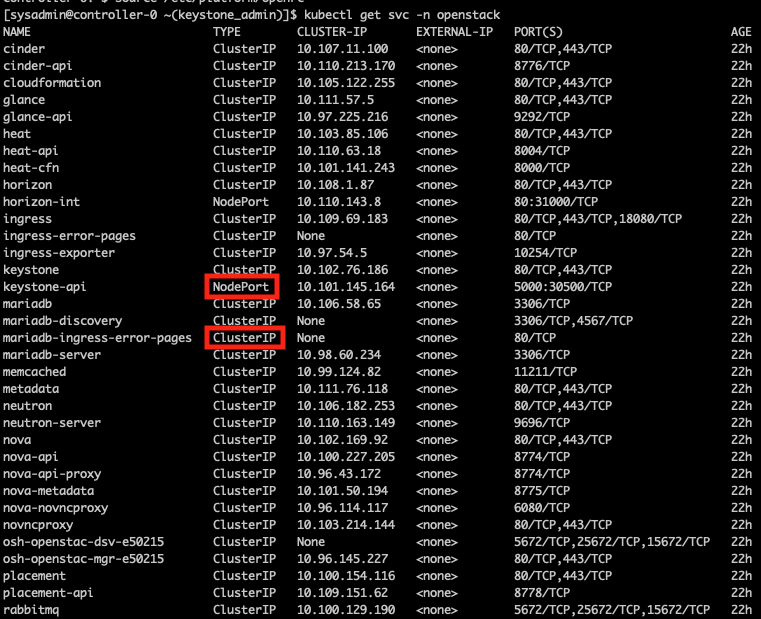 [sysadmin@controller-0 ~(keystone_admin)]$ kubectl get svc -n openstack
NAME TYPE CLUSTER-IP EXTERNAL-IP PORT(S) AGE
cinder ClusterIP 10.107.11.100 <none> 80/TCP,443/TCP 22h
cinder-api ClusterIP 10.110.213.170 <none> 8776/TCP 22h
cloudformation ClusterIP 10.105.122.255 <none> 80/TCP,443/TCP 22h
glance ClusterIP 10.111.57.5 <none> 80/TCP,443/TCP 22h
glance-api ClusterIP 10.97.225.216 <none> 9292/TCP 22h
heat ClusterIP 10.103.85.106 <none> 80/TCP,443/TCP 22h
heat-api ClusterIP 10.110.63.18 <none> 8004/TCP 22h
heat-cfn ClusterIP 10.101.141.243 <none> 8000/TCP 22h
horizon ClusterIP 10.108.1.87 <none> 80/TCP,443/TCP 22h
horizon-int NodePort 10.110.143.8 <none> 80:31000/TCP 22h
ingress ClusterIP 10.109.69.183 <none> 80/TCP,443/TCP,18080/TCP 22h
ingress-error-pages ClusterIP None <none> 80/TCP 22h
ingress-exporter ClusterIP 10.97.54.5 <none> 10254/TCP 22h
keystone ClusterIP 10.102.76.186 <none> 80/TCP,443/TCP 22h
keystone-api NodePort 10.101.145.164 <none> 5000:30500/TCP 22h
mariadb ClusterIP 10.106.58.65 <none> 3306/TCP 22h
mariadb-discovery ClusterIP None <none> 3306/TCP,4567/TCP 22h
mariadb-ingress-error-pages ClusterIP None <none> 80/TCP 22h
mariadb-server ClusterIP 10.98.60.234 <none> 3306/TCP 22h
memcached ClusterIP 10.99.124.82 <none> 11211/TCP 22h
metadata ClusterIP 10.111.76.118 <none> 80/TCP,443/TCP 22h
neutron ClusterIP 10.106.182.253 <none> 80/TCP,443/TCP 22h
neutron-server ClusterIP 10.110.163.149 <none> 9696/TCP 22h
nova ClusterIP 10.102.169.92 <none> 80/TCP,443/TCP 22h
nova-api ClusterIP 10.100.227.205 <none> 8774/TCP 22h
nova-api-proxy ClusterIP 10.96.43.172 <none> 8774/TCP 22h
nova-metadata ClusterIP 10.101.50.194 <none> 8775/TCP 22h
nova-novncproxy ClusterIP 10.96.114.117 <none> 6080/TCP 22h
novncproxy ClusterIP 10.103.214.144 <none> 80/TCP,443/TCP 22h
osh-openstac-dsv-e50215 ClusterIP None <none> 5672/TCP,25672/TCP,15672/TCP 22h
osh-openstac-mgr-e50215 ClusterIP 10.96.145.227 <none> 80/TCP,443/TCP 22h
placement ClusterIP 10.100.154.116 <none> 80/TCP,443/TCP 22h
placement-api ClusterIP 10.109.151.62 <none> 8778/TCP 22h
rabbitmq ClusterIP 10.100.129.190 <none> 5672/TCP,25672/TCP,15672/TCP 22h